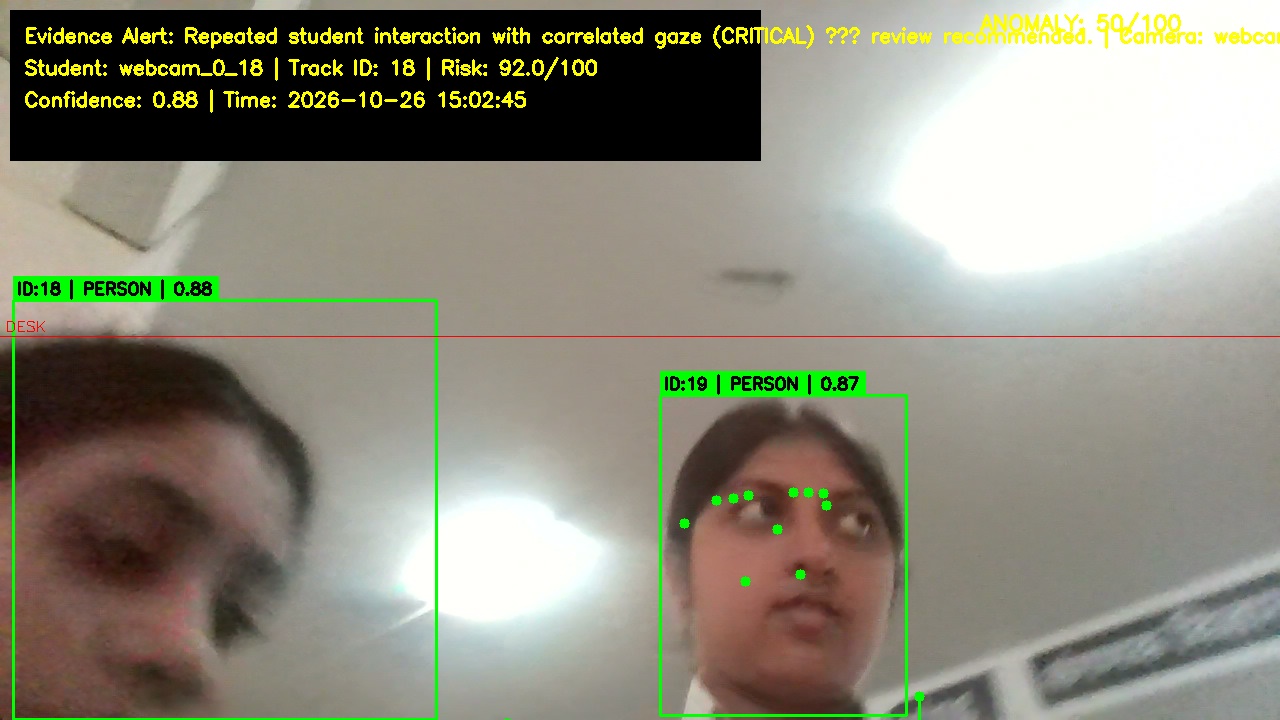 ANOMALY: 50/100
Evidence Alert: Repeated student interaction with correlated gaze (CRITICAL) ??? review recommended. | Camera: webca
Student: webcam_0_18 | Track ID: 18 | Risk: 92.0/100
Confidence: 0.88 | Time: 2026-10-26 15:02:45
ID:18 | PERSON | 0.88
DESK
ID:19 | PERSON | 0.87